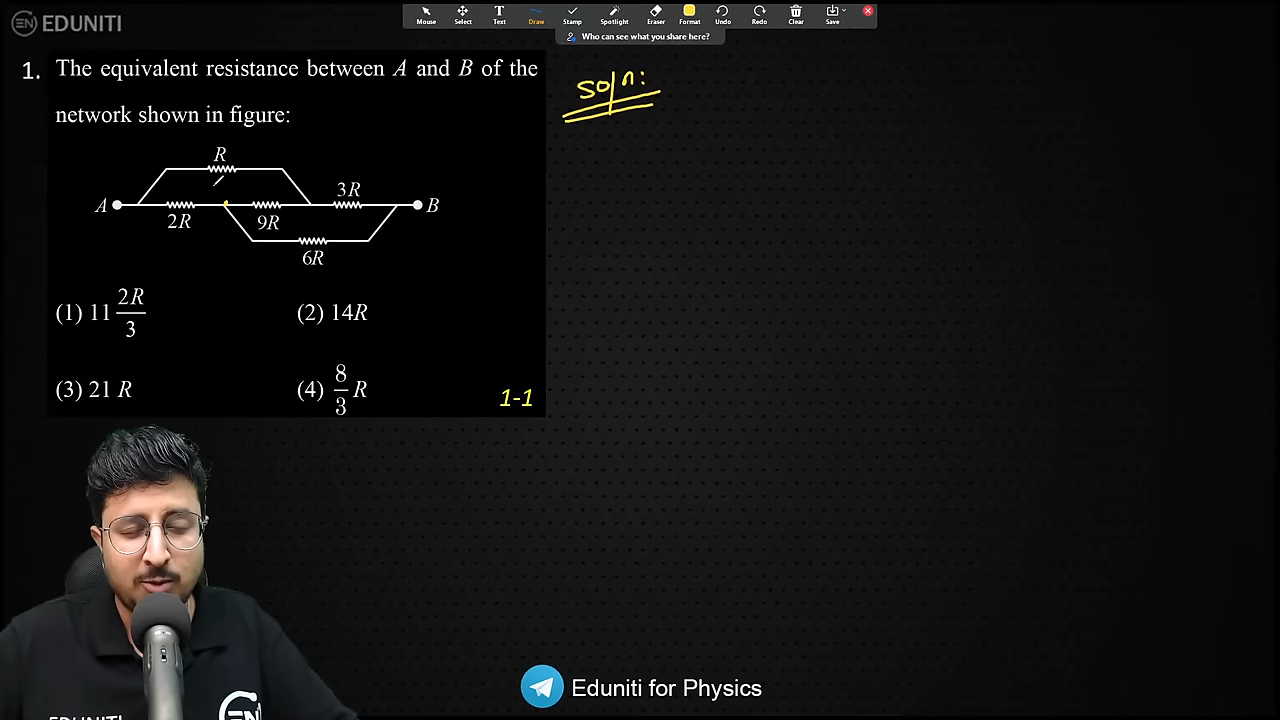 EDUNITI
Mouse Select Text Draw Stamp Spotlight Eraser Format Undo Redo Clear Save
Who can see what you share here?
1. The equivalent resistance between A and B of the
network shown in figure:
soln:
R
A 2R 9R 3R B
6R
(1) 11 2R/3 (2) 14R
(3) 21 R (4) 8/3 R
1-1
EDUNITI
Eduniti for Physics